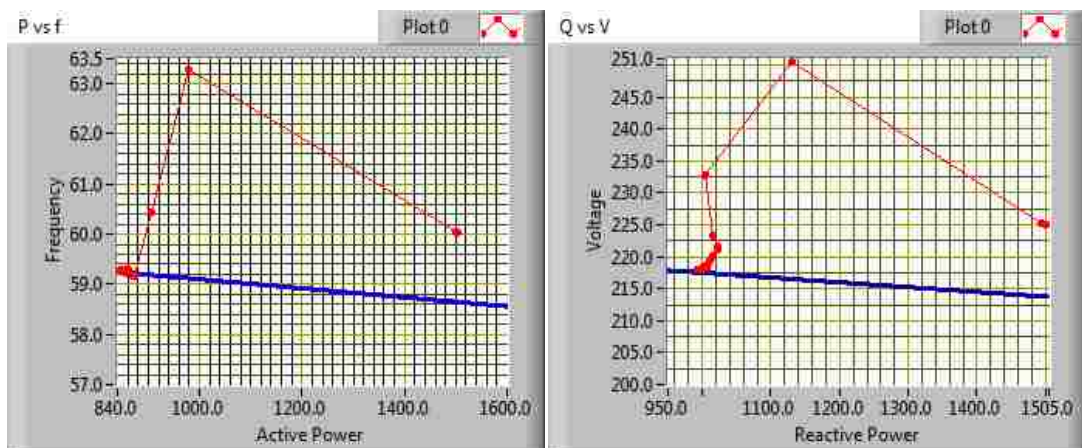 P vs f
Plot 0
63.5
63.0
62.0
61.0
60.0
59.0
58.0
57.0
Frequency
840.0 1000.0 1200.0 1400.0 1600.0
Active Power
Q vs V
Plot 0
251.0
245.0
240.0
235.0
230.0
225.0
220.0
215.0
210.0
205.0
200.0
Voltage
950.0 1100.0 1200.0 1300.0 1400.0 1505.0
Reactive Power